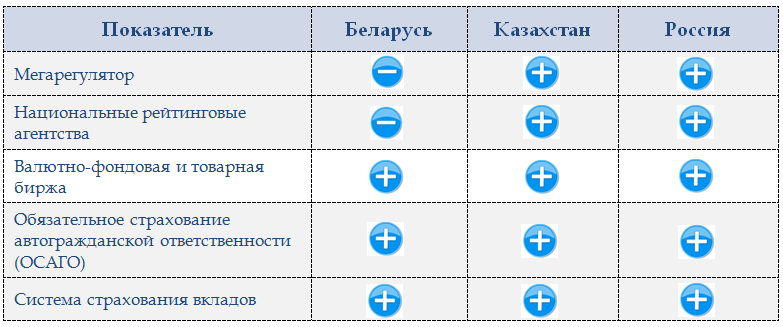 Показатель Беларусь Казахстан Россия
Мегарегулятор − + +
Национальные рейтинговые
агентства − + +
Валютно-фондовая и товарная
биржа + + +
Обязательное страхование
автогражданской ответственности
(ОСАГО) + + +
Система страхования вкладов + + +